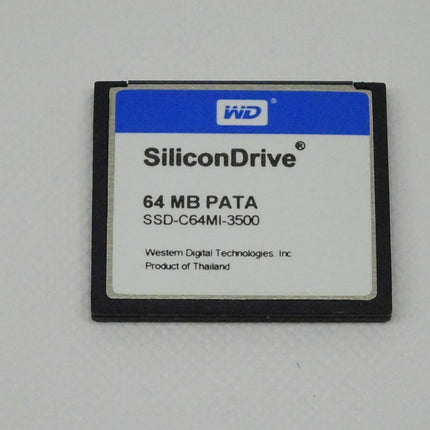 WD®
SiliconDrive®
64 MB PATA
SSD-C64MI-3500
Western Digital Technologies Inc
Product of Thailand